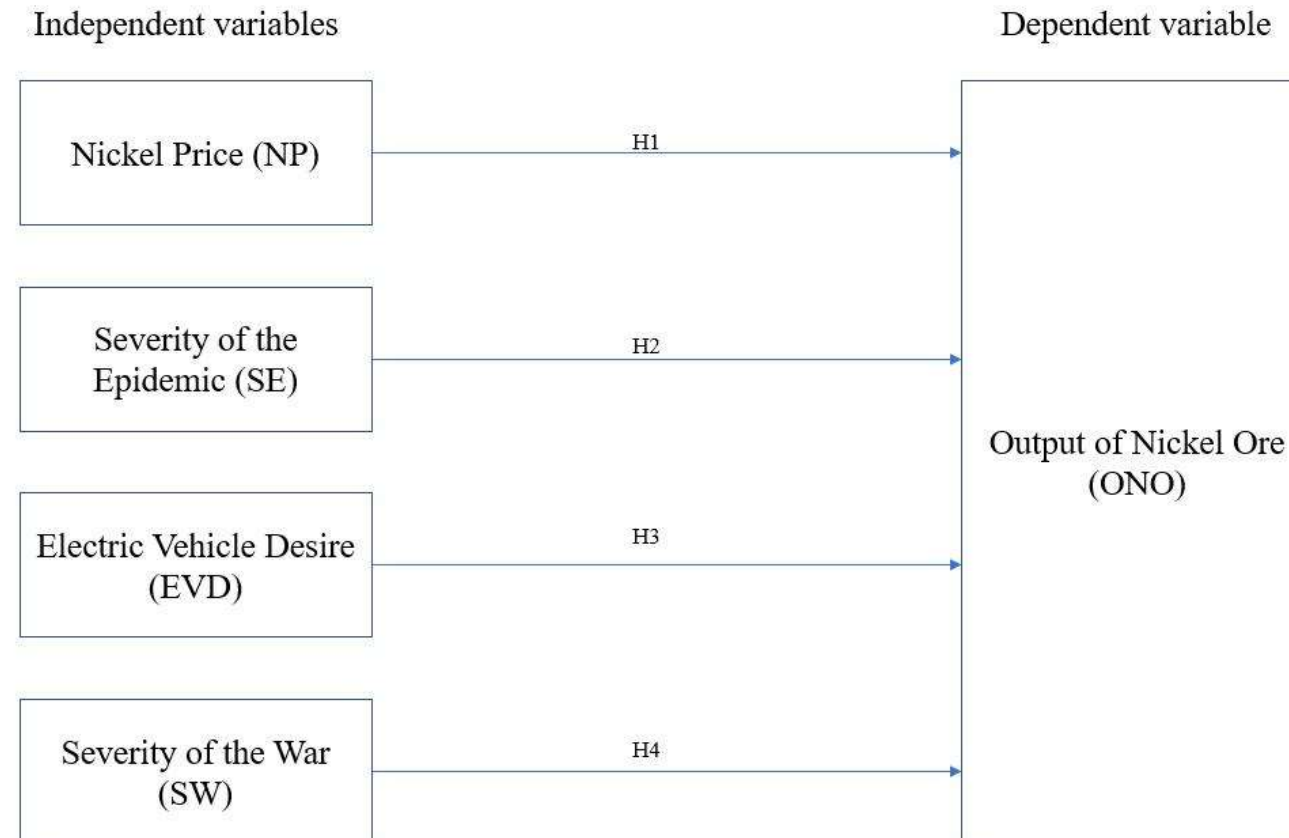 Independent variables
Dependent variable
Nickel Price (NP)
H1
Severity of the
Epidemic (SE)
H2
Electric Vehicle Desire
(EVD)
H3
Severity of the War
(SW)
H4
Output of Nickel Ore
(ONO)